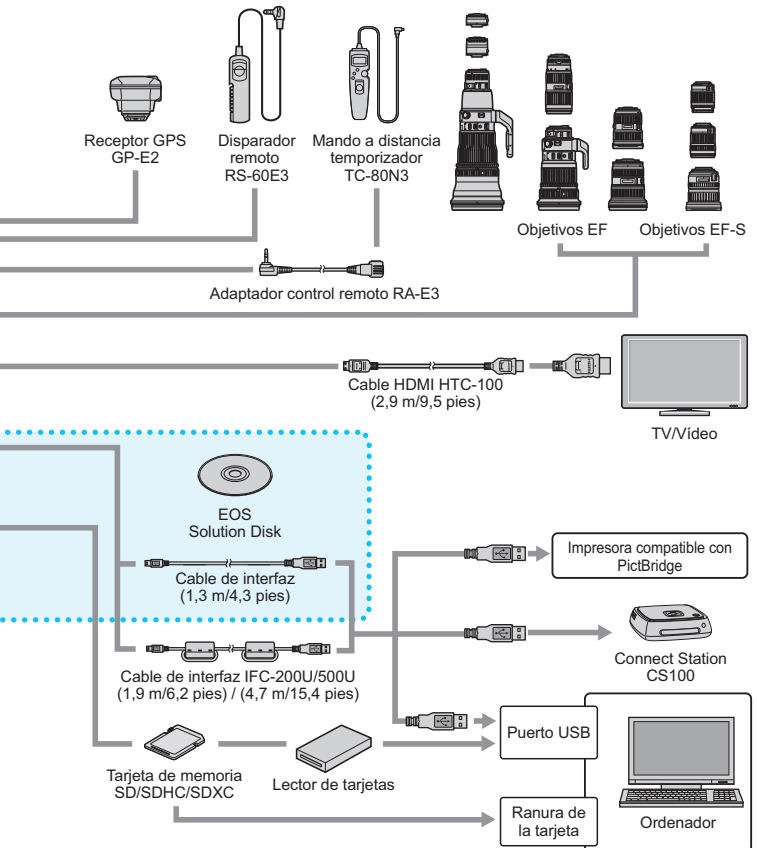 Receptor GPS
GP-E2
Disparador
remoto
RS-60E3
Mando a distancia
temporizador
TC-80N3
Objetivos EF
Objetivos EF-S
Adaptador control remoto RA-E3
Cable HDMI HTC-100
(2,9 m/9,5 pies)
TV/Vídeo
EOS
Solution Disk
Cable de interfaz
(1,3 m/4,3 pies)
Impresora compatible con
PictBridge
Cable de interfaz IFC-200U/500U
(1,9 m/6,2 pies) / (4,7 m/15,4 pies)
Connect Station
CS100
Puerto USB
Tarjeta de memoria
SD/SDHC/SDXC
Lector de tarjetas
Ranura de
la tarjeta
Ordenador